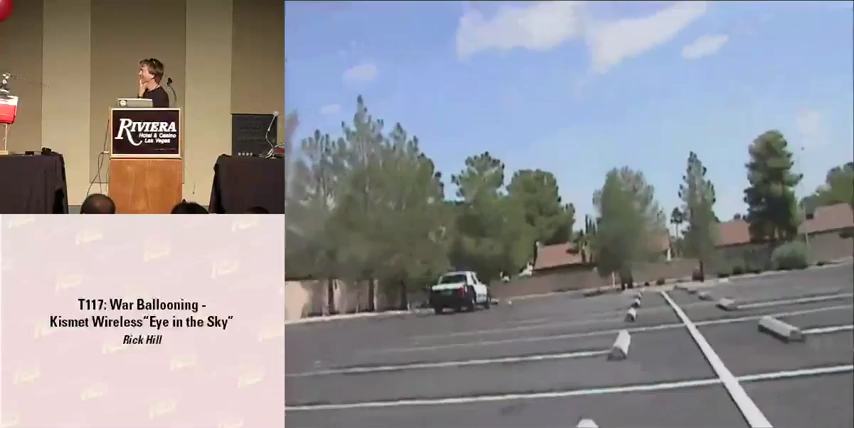 RIVIERA
Hotel & Casino
Las Vegas
T117: War Ballooning -
Kismet Wireless“Eye in the Sky”
Rick Hill